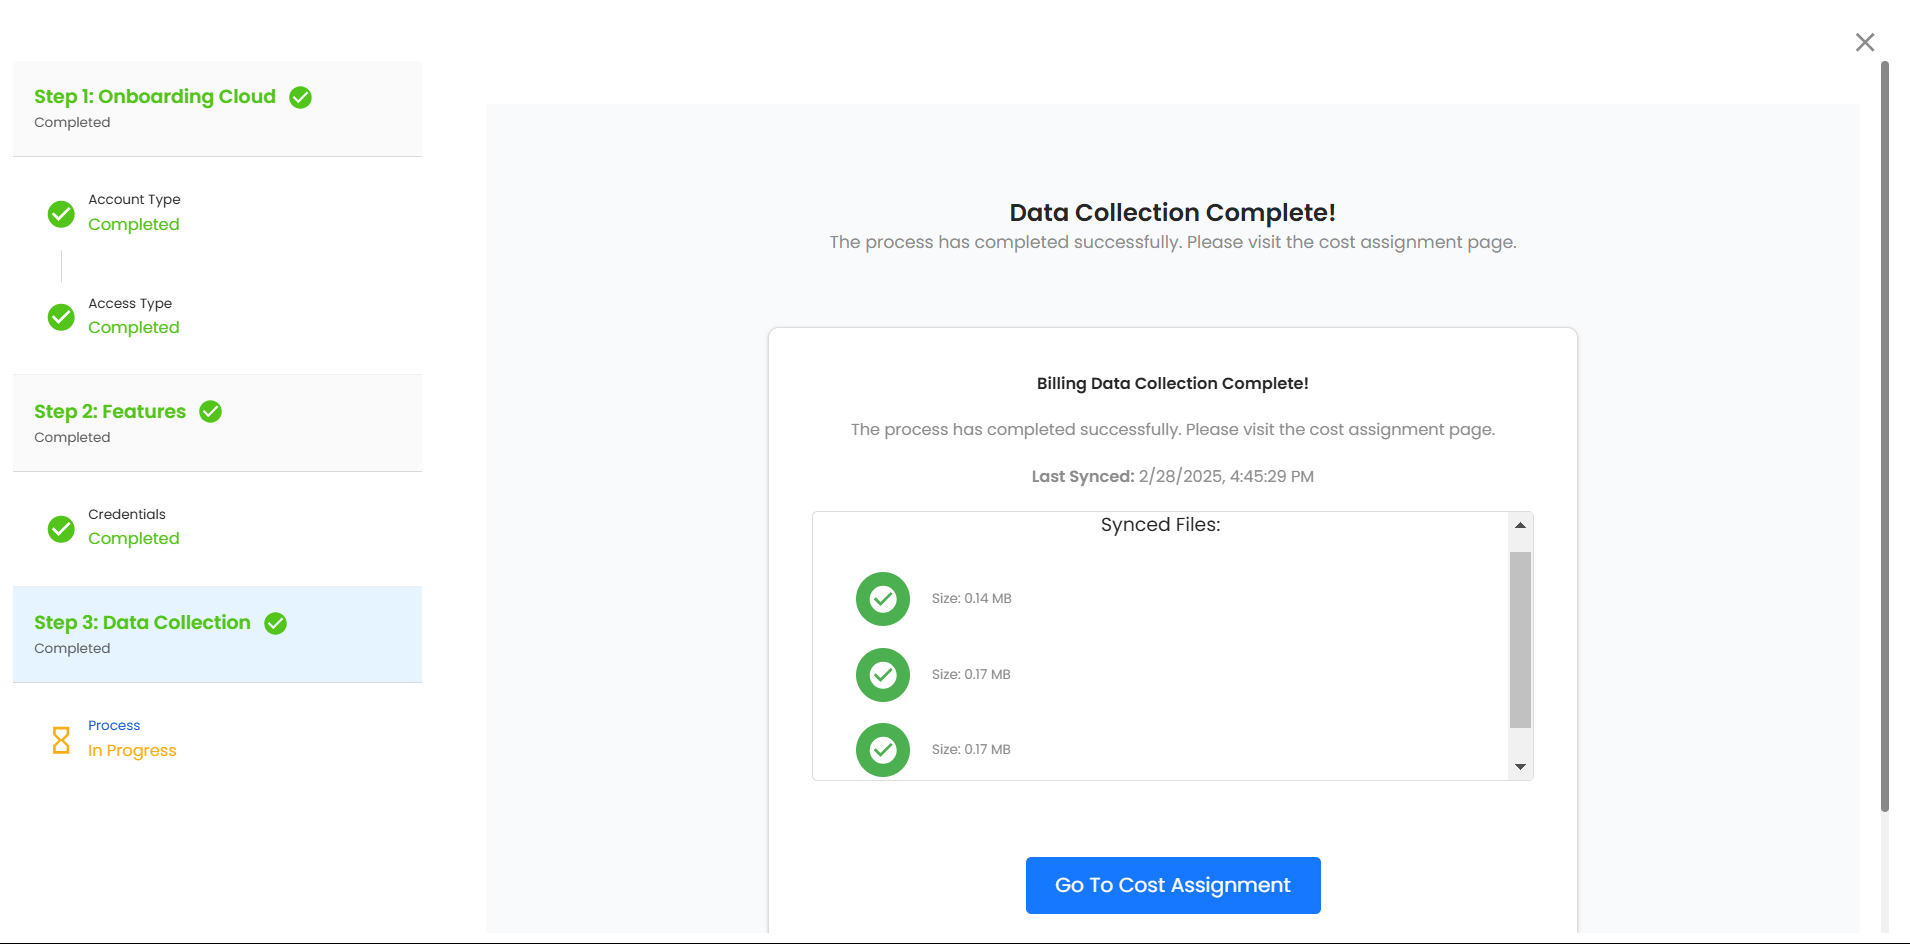 Step 1: Onboarding Cloud
Completed
Account Type
Completed
Access Type
Completed
Step 2: Features
Completed
Credentials
Completed
Step 3: Data Collection
Completed
Process
In Progress
Data Collection Complete!
The process has completed successfully. Please visit the cost assignment page.
Billing Data Collection Complete!
The process has completed successfully. Please visit the cost assignment page.
Last Synced: 2/28/2025, 4:45:29 PM
Synced Files:
Size: 0.14 MB
Size: 0.17 MB
Size: 0.17 MB
Go To Cost Assignment